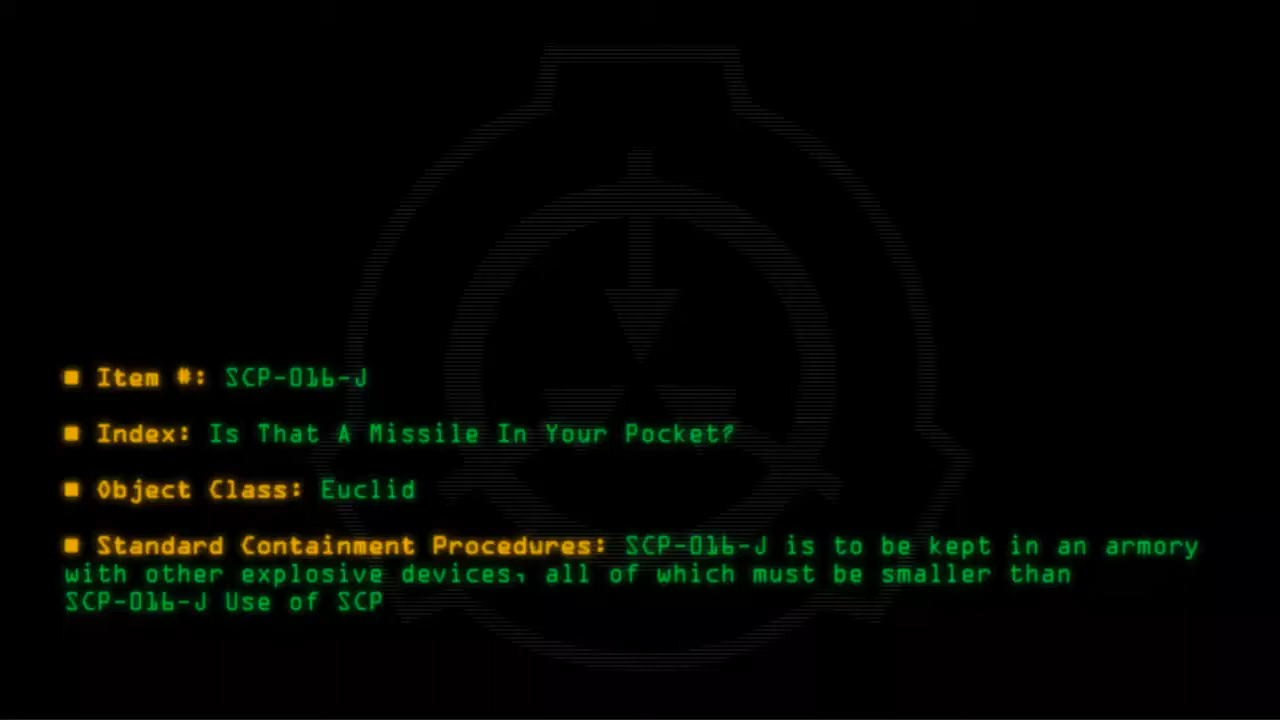 ■ Item #: SCP-016-J
■ Index: Is That A Missile In Your Pocket?
■ Object Class: Euclid
■ Standard Containment Procedures: SCP-016-J is to be kept in an armory
with other explosive devices, all of which must be smaller than
SCP-016-J Use of SCP